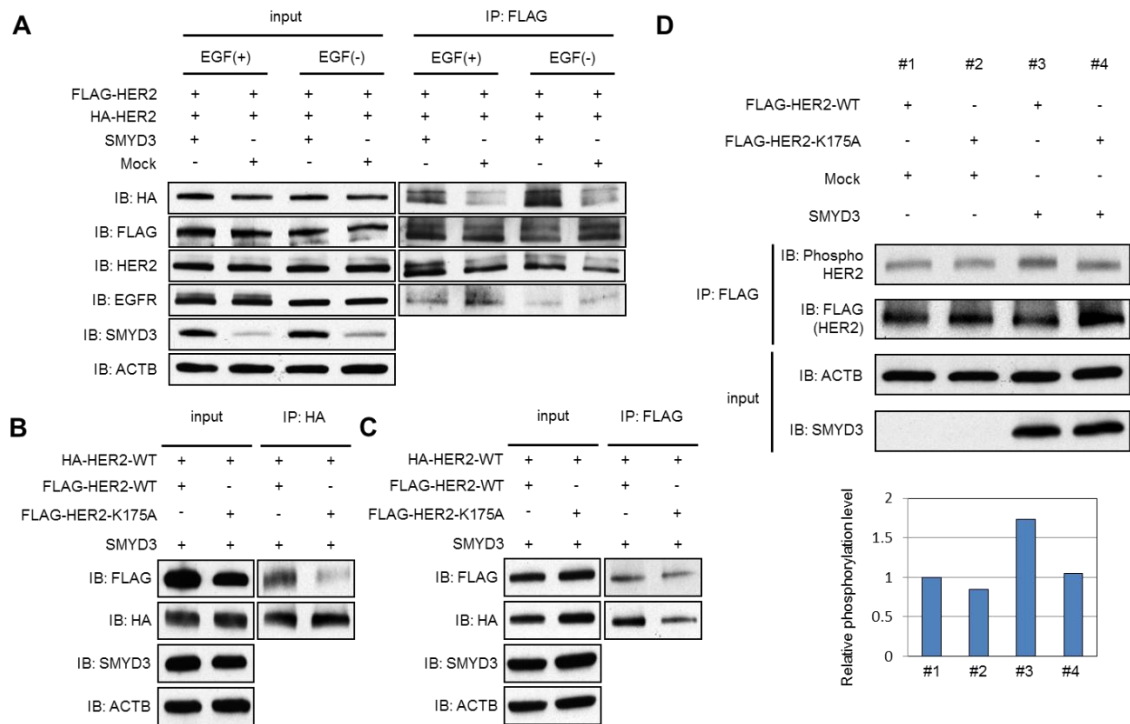 A
input
IP: FLAG
EGF(+)
EGF(-)
EGF(+)
EGF(-)
FLAG-HER2
+ + + + + + + +
HA-HER2
+ + + + + + + +
SMYD3
+ - + - + - + -
Mock
- + - + - + - +
IB: HA
IB: FLAG
IB: HER2
IB: EGFR
IB: SMYD3
IB: ACTB
B
input
IP: HA
HA-HER2-WT
+ + + +
FLAG-HER2-WT
+ - + -
FLAG-HER2-K175A
- + - +
SMYD3
+ + + +
IB: FLAG
IB: HA
IB: SMYD3
IB: ACTB
C
input
IP: FLAG
HA-HER2-WT
+ + + +
FLAG-HER2-WT
+ - + -
FLAG-HER2-K175A
- + - +
SMYD3
+ + + +
IB: FLAG
IB: HA
IB: SMYD3
IB: ACTB
D
#1 #2 #3 #4
FLAG-HER2-WT
+ - + -
FLAG-HER2-K175A
- + - +
Mock
+ + - -
SMYD3
- - + +
IP: FLAG
IB: Phospho
HER2
IB: FLAG
(HER2)
input
IB: ACTB
IB: SMYD3
Relative phosphorylation level
2
1.5
1
0.5
0
#1 #2 #3 #4